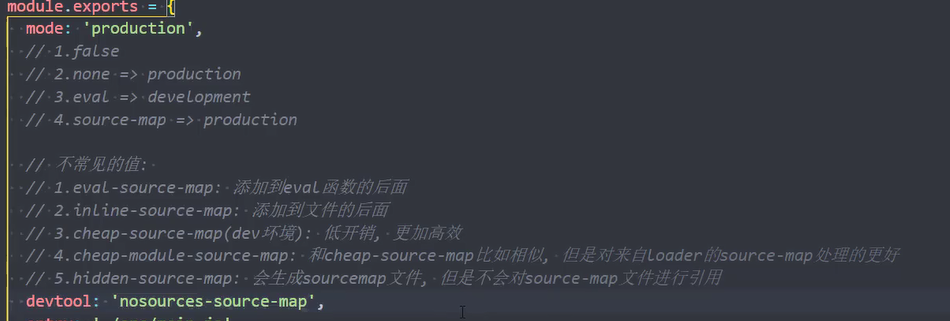 module.exports = {
mode: 'production',
// 1.false
// 2.none => production
// 3.eval => development
// 4.source-map => production
// 不常见的值:
// 1.eval-source-map: 添加到eval函数的后面
// 2.inline-source-map: 添加到文件的后面
// 3.cheap-source-map(dev环境): 低开销, 更加高效
// 4.cheap-module-source-map: 和cheap-source-map比如相似, 但是对来自loader的source-map处理的更好
// 5.hidden-source-map: 会生成sourcemap文件, 但是不会对source-map文件进行引用
devtool: 'nosources-source-map',